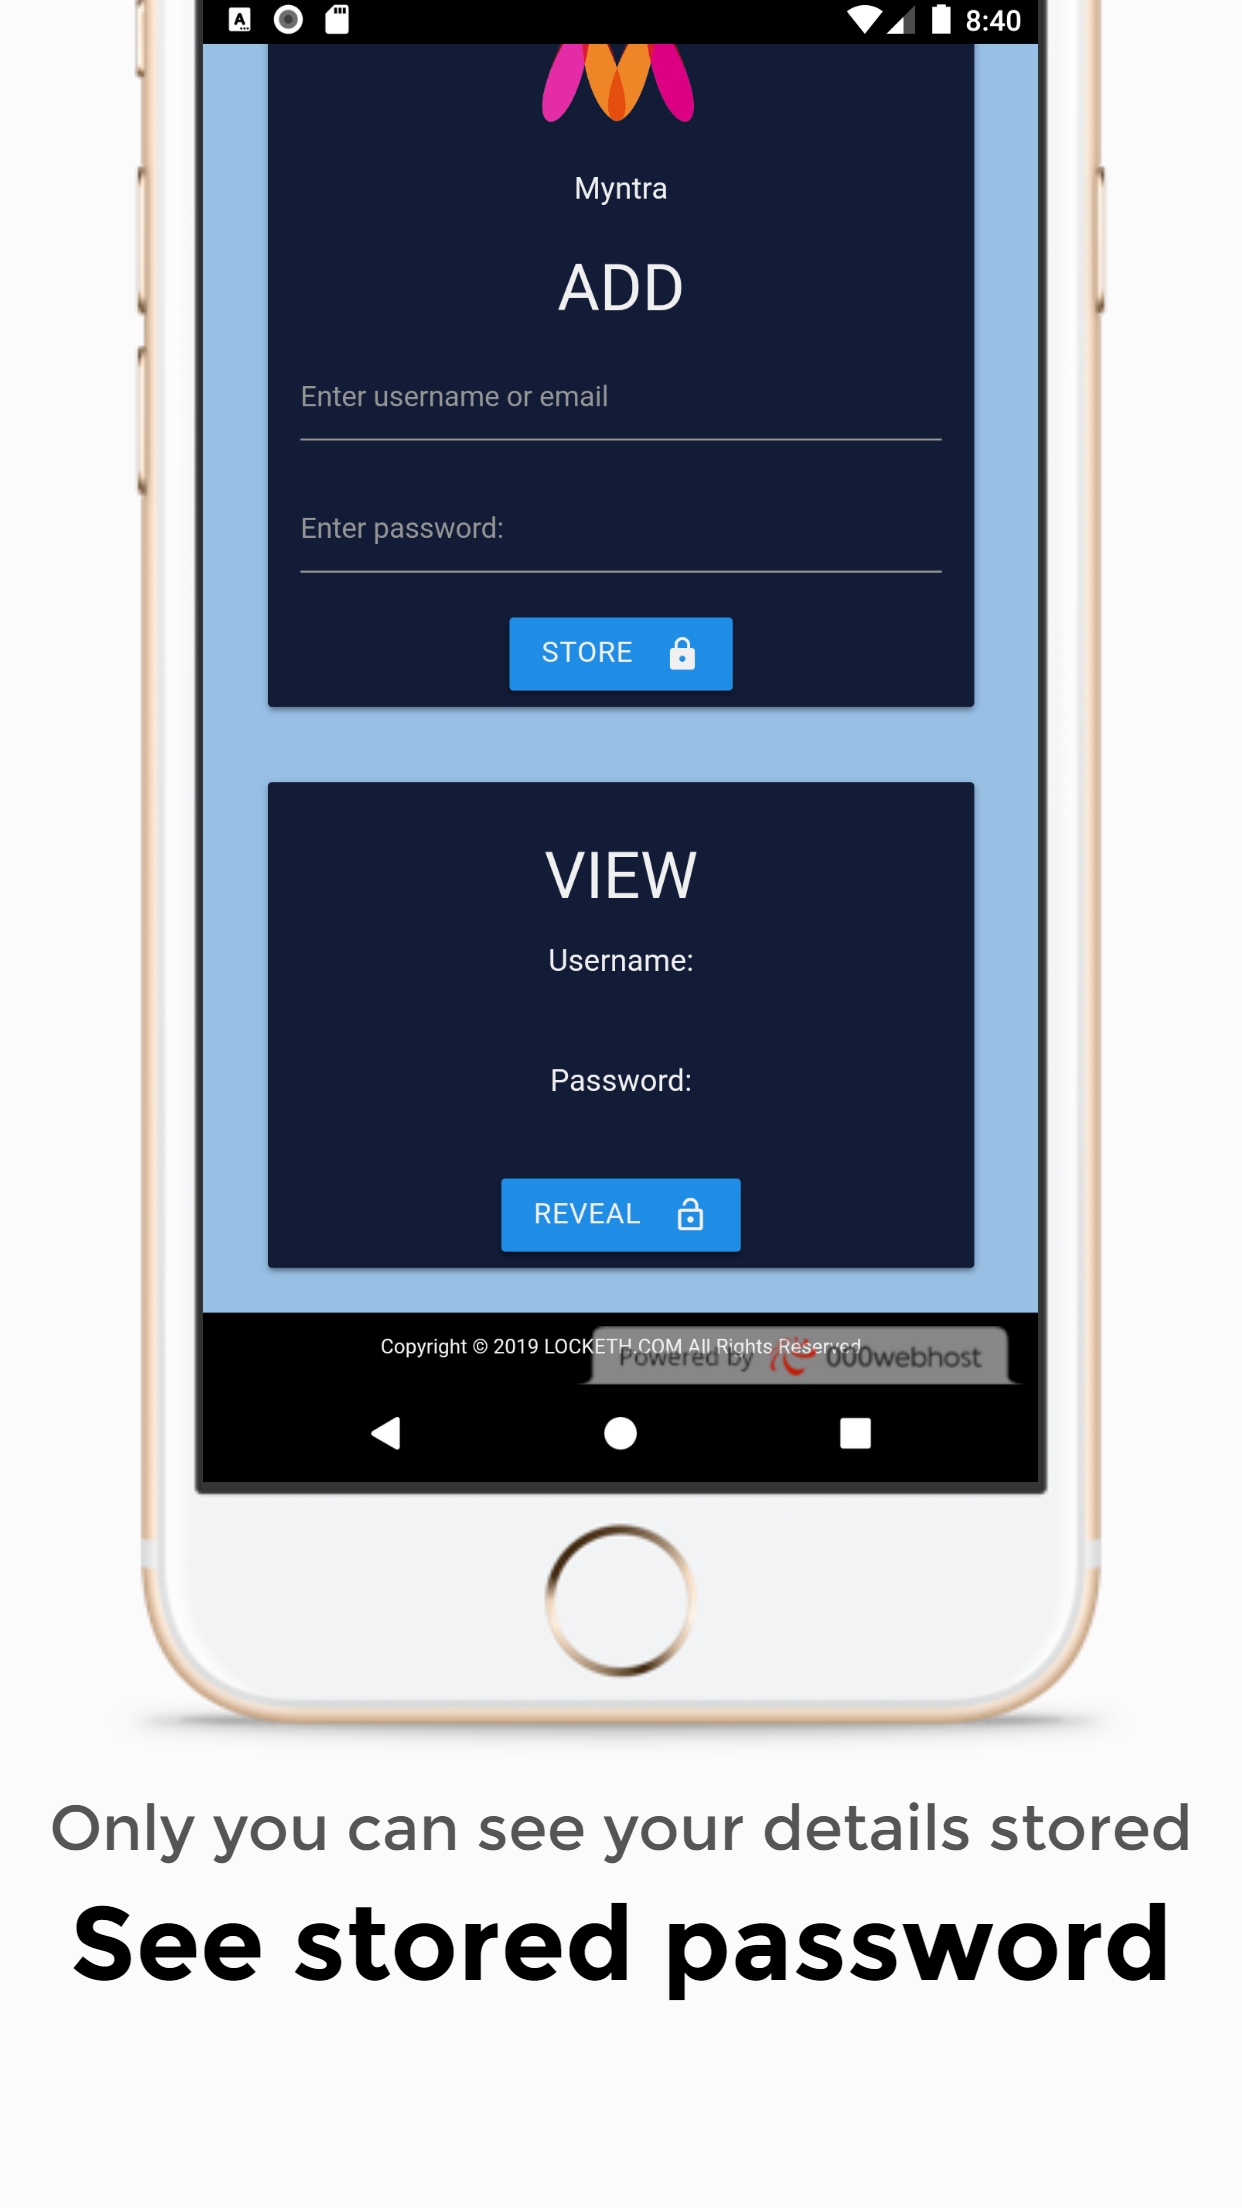 8:40
Myntra
ADD
Enter username or email
Enter password:
STORE
VIEW
Username:
Password:
REVEAL
Copyright © 2019 LOCKETH.COM All Rights Reserved
Powered by 000webhost
Only you can see your details stored
See stored password